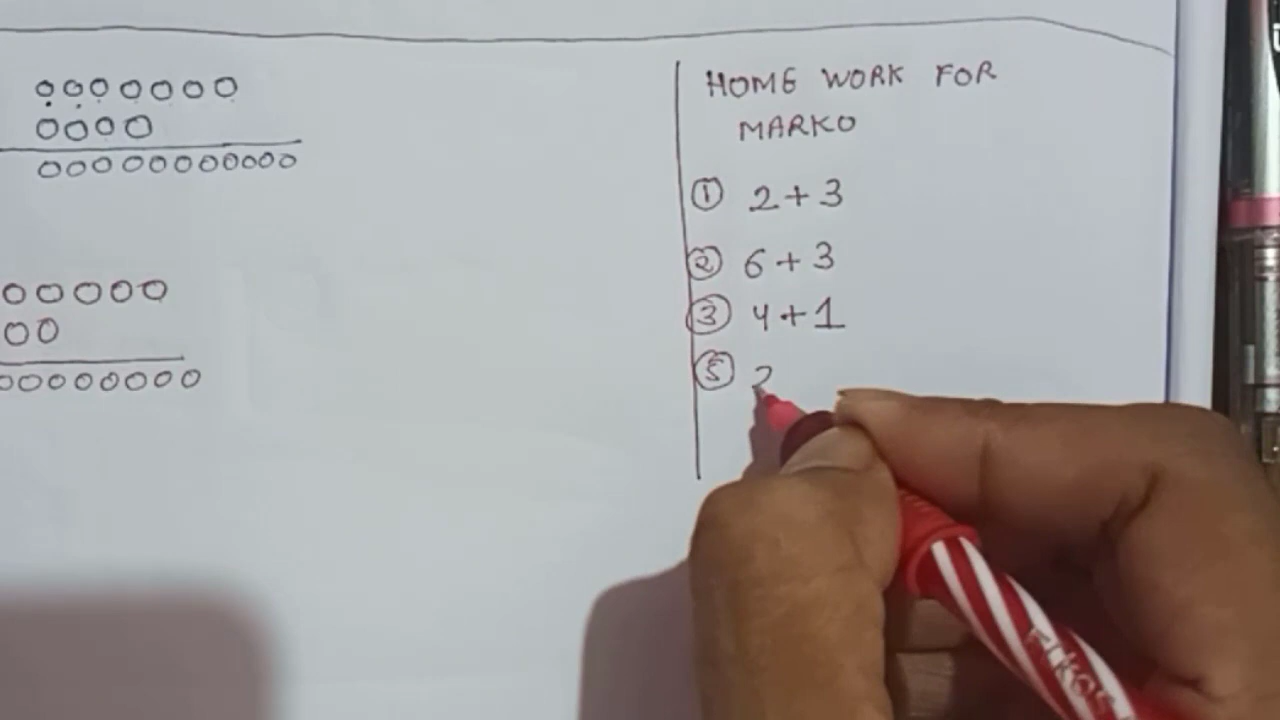 HOME WORK FOR
MARKO
① 2+3
② 6+3
③ 4+1
⑤ 2